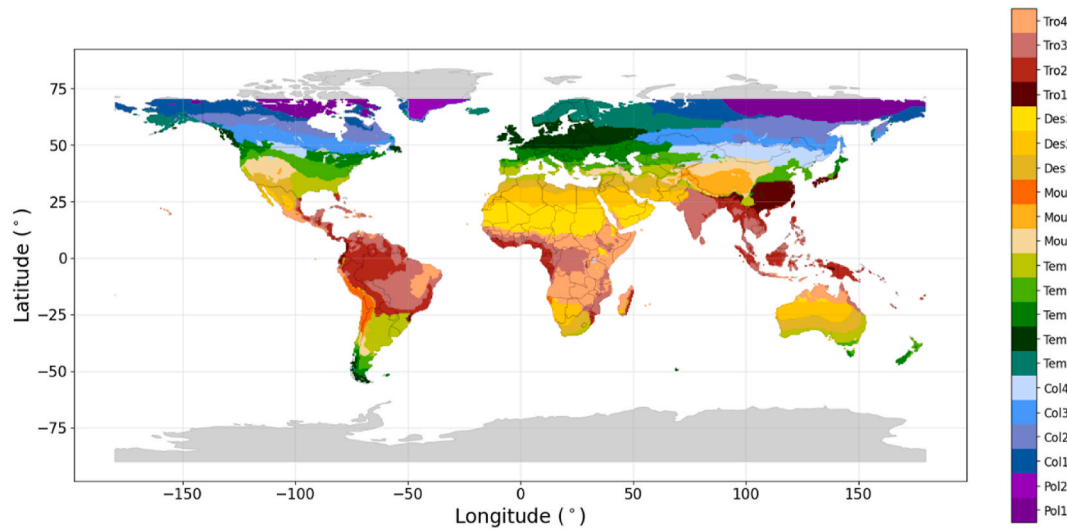 75
50
25
0
−25
−50
−75
Latitude (°)
−150
−100
−50
0
50
100
150
Longitude (°)
Tro4
Tro3
Tro2
Tro1
Des
Des
Des
Mou
Mou
Mou
Tem
Tem
Tem
Tem
Tem
Col4
Col3
Col2
Col1
Pol2
Pol1